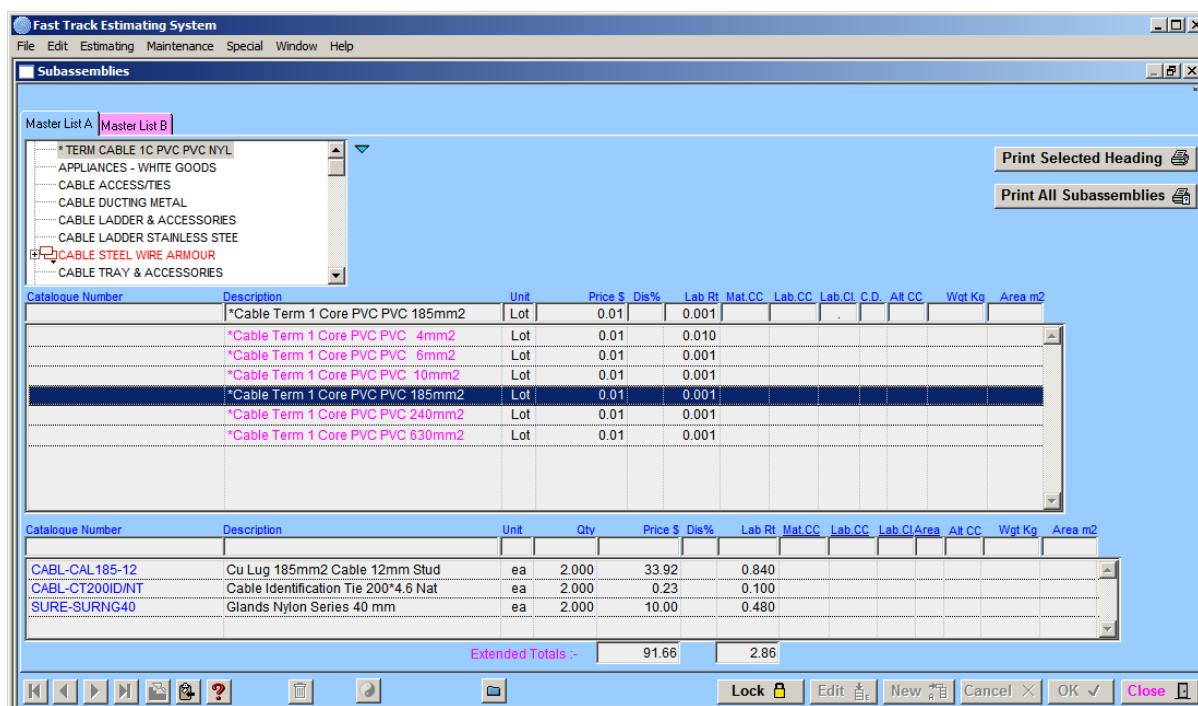 Fast Track Estimating System
File Edit Estimating Maintenance Special Window Help
Subassemblies
Master List A Master List B
* TERM CABLE 1C PVC PVC NYL
APPLIANCES - WHITE GOODS
CABLE ACCESS/TIES
CABLE DUCTING METAL
CABLE LADDER & ACCESSORIES
CABLE LADDER STAINLESS STEE
CABLE STEEL WIRE ARMOUR
CABLE TRAY & ACCESSORIES
Print Selected Heading
Print All Subassemblies
Catalogue Number Description Unit Price $ Dis% Lab Rt Mat.CC Lab.CC Lab.Cl. C.D. Alt CC Wgt Kg Area m2
*Cable Term 1 Core PVC PVC 185mm2 Lot 0.01 0.001 .
*Cable Term 1 Core PVC PVC 4mm2 Lot 0.01 0.010
*Cable Term 1 Core PVC PVC 6mm2 Lot 0.01 0.001
*Cable Term 1 Core PVC PVC 10mm2 Lot 0.01 0.001
*Cable Term 1 Core PVC PVC 185mm2 Lot 0.01 0.001
*Cable Term 1 Core PVC PVC 240mm2 Lot 0.01 0.001
*Cable Term 1 Core PVC PVC 630mm2 Lot 0.01 0.001
Catalogue Number Description Unit Qty Price $ Dis% Lab Rt Mat.CC Lab.CC Lab.Cl Area Alt CC Wgt Kg Area m2
CABL-CAL185-12 Cu Lug 185mm2 Cable 12mm Stud ea 2.000 33.92 0.840
CABL-CT200ID/NT Cable Identification Tie 200*4.6 Nat ea 2.000 0.23 0.100
SURE-SURNG40 Glands Nylon Series 40 mm ea 2.000 10.00 0.480
Extended Totals :- 91.66 2.86
Lock Edit New Cancel OK Close